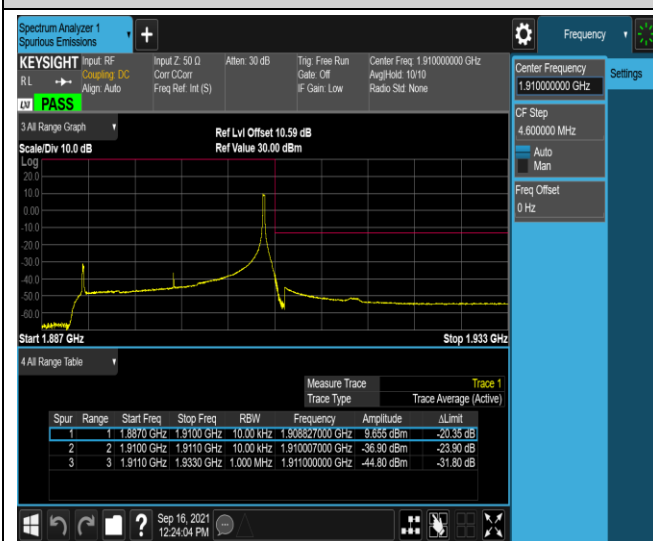 Spectrum Analyzer 1
Spurious Emissions
+
Frequency
KEYSIGHT Input: RF Input Z: 50 Ω Atten: 30 dB Trig: Free Run Center Freq: 1.910000000 GHz
RL Coupling: DC Corr CCorr Gate: Off Avg|Hold: 10/10
Align: Auto Freq Ref: Int (S) IF Gain: Low Radio Std: None
LXI PASS
Center Frequency
1.910000000 GHz
Settings
CF Step
4.600000 MHz
Auto
Man
Freq Offset
0 Hz
3 All Range Graph
Ref Lvl Offset 10.59 dB
Scale/Div 10.0 dB Ref Value 30.00 dBm
Log
20.0
10.0
0.00
-10.0
-20.0
-30.0
-40.0
-50.0
-60.0
Start 1.887 GHz Stop 1.933 GHz
4 All Range Table
Measure Trace Trace 1
Trace Type Trace Average (Active)
Spur Range Start Freq Stop Freq RBW Frequency Amplitude ΔLimit
1 1 1.8870 GHz 1.9100 GHz 10.00 kHz 1.908827000 GHz 9.655 dBm -20.35 dB
2 2 1.9100 GHz 1.9110 GHz 10.00 kHz 1.910007000 GHz -36.90 dBm -23.90 dB
3 3 1.9110 GHz 1.9330 GHz 1.000 MHz 1.911000000 GHz -44.80 dBm -31.80 dB
? Sep 16, 2021
12:24:04 PM